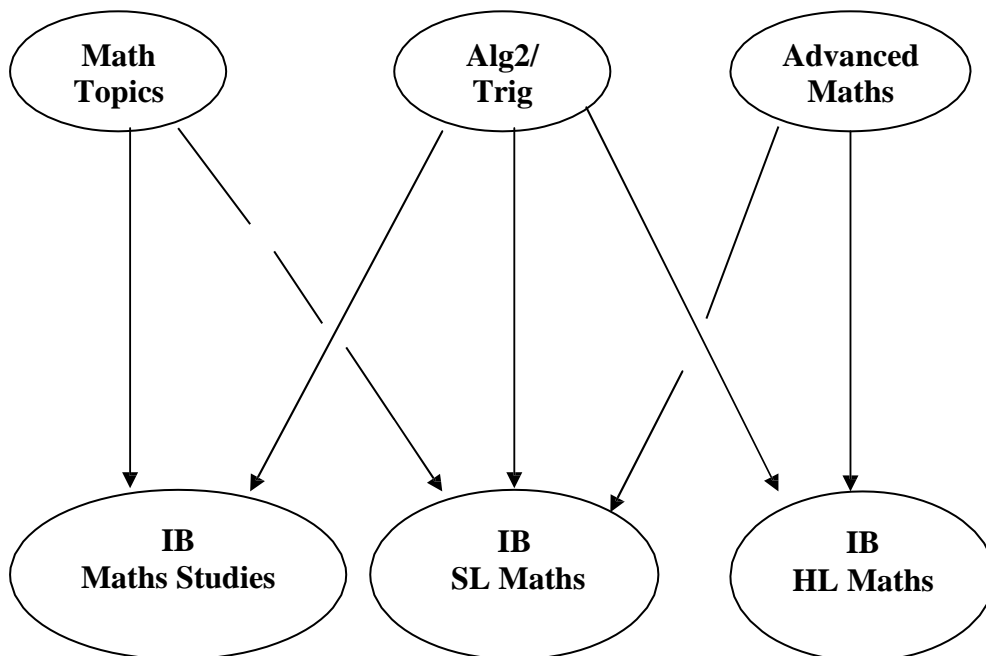 Math
Topics
Alg2/
Trig
Advanced
Maths
IB
Maths Studies
IB
SL Maths
IB
HL Maths